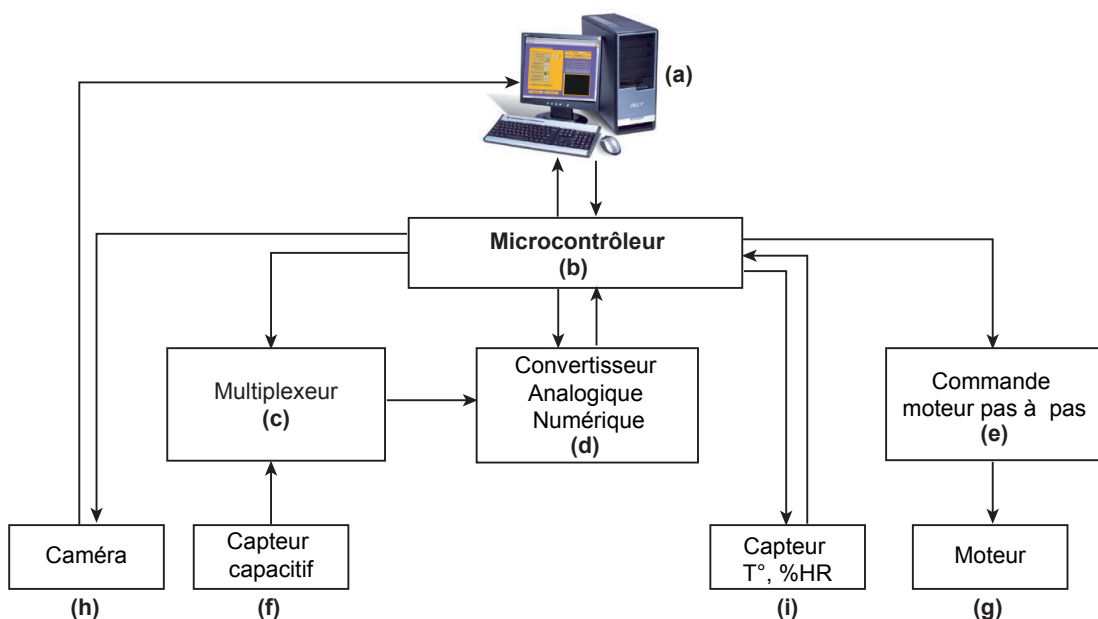 (a)
Microcontrôleur
(b)
Multiplexeur
(c)
Convertisseur
Analogique
Numérique
(d)
Commande
moteur pas à pas
(e)
Caméra
(h)
Capteur
capacitif
(f)
Capteur
T°, %HR
(i)
Moteur
(g)